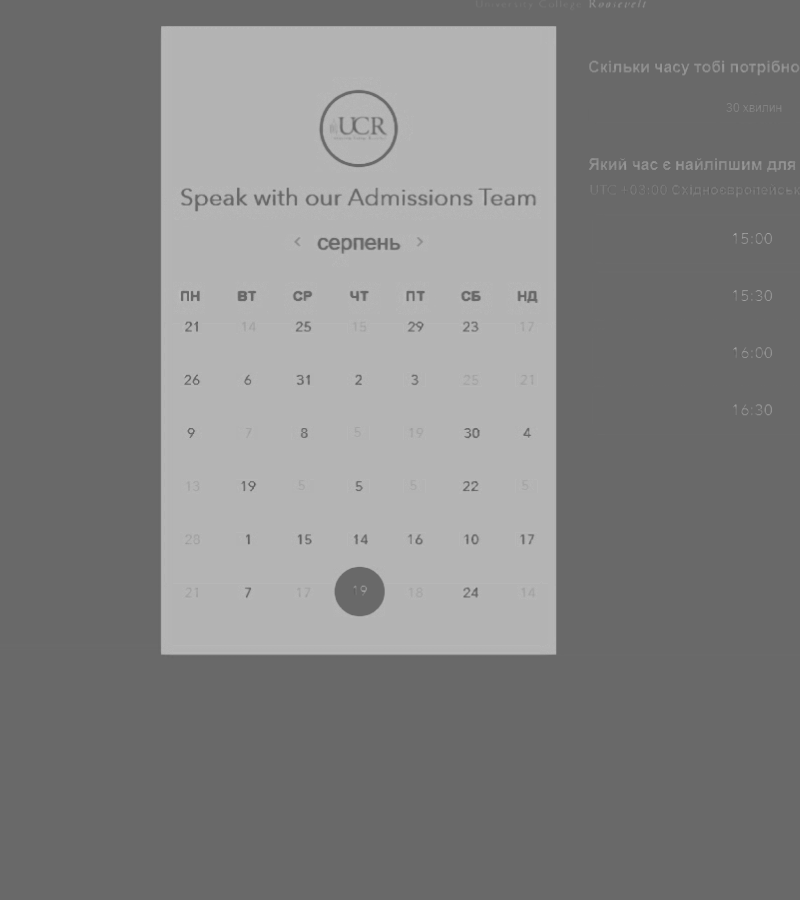 University College Roosevelt
UCR
Speak with our Admissions Team
‹ серпень ›
ПН ВТ СР ЧТ ПТ СБ НД
21 14 25 15 29 23 17
26 6 31 2 3 25 21
9 7 8 5 19 30 4
13 19 5 5 5 22 5
28 1 15 14 16 10 17
21 7 17 19 18 24 14
Скільки часу тобі потрібно
30 хвилин
Який час є найліпшим для
UTC +03:00 Східноєвропейськ
15:00
15:30
16:00
16:30